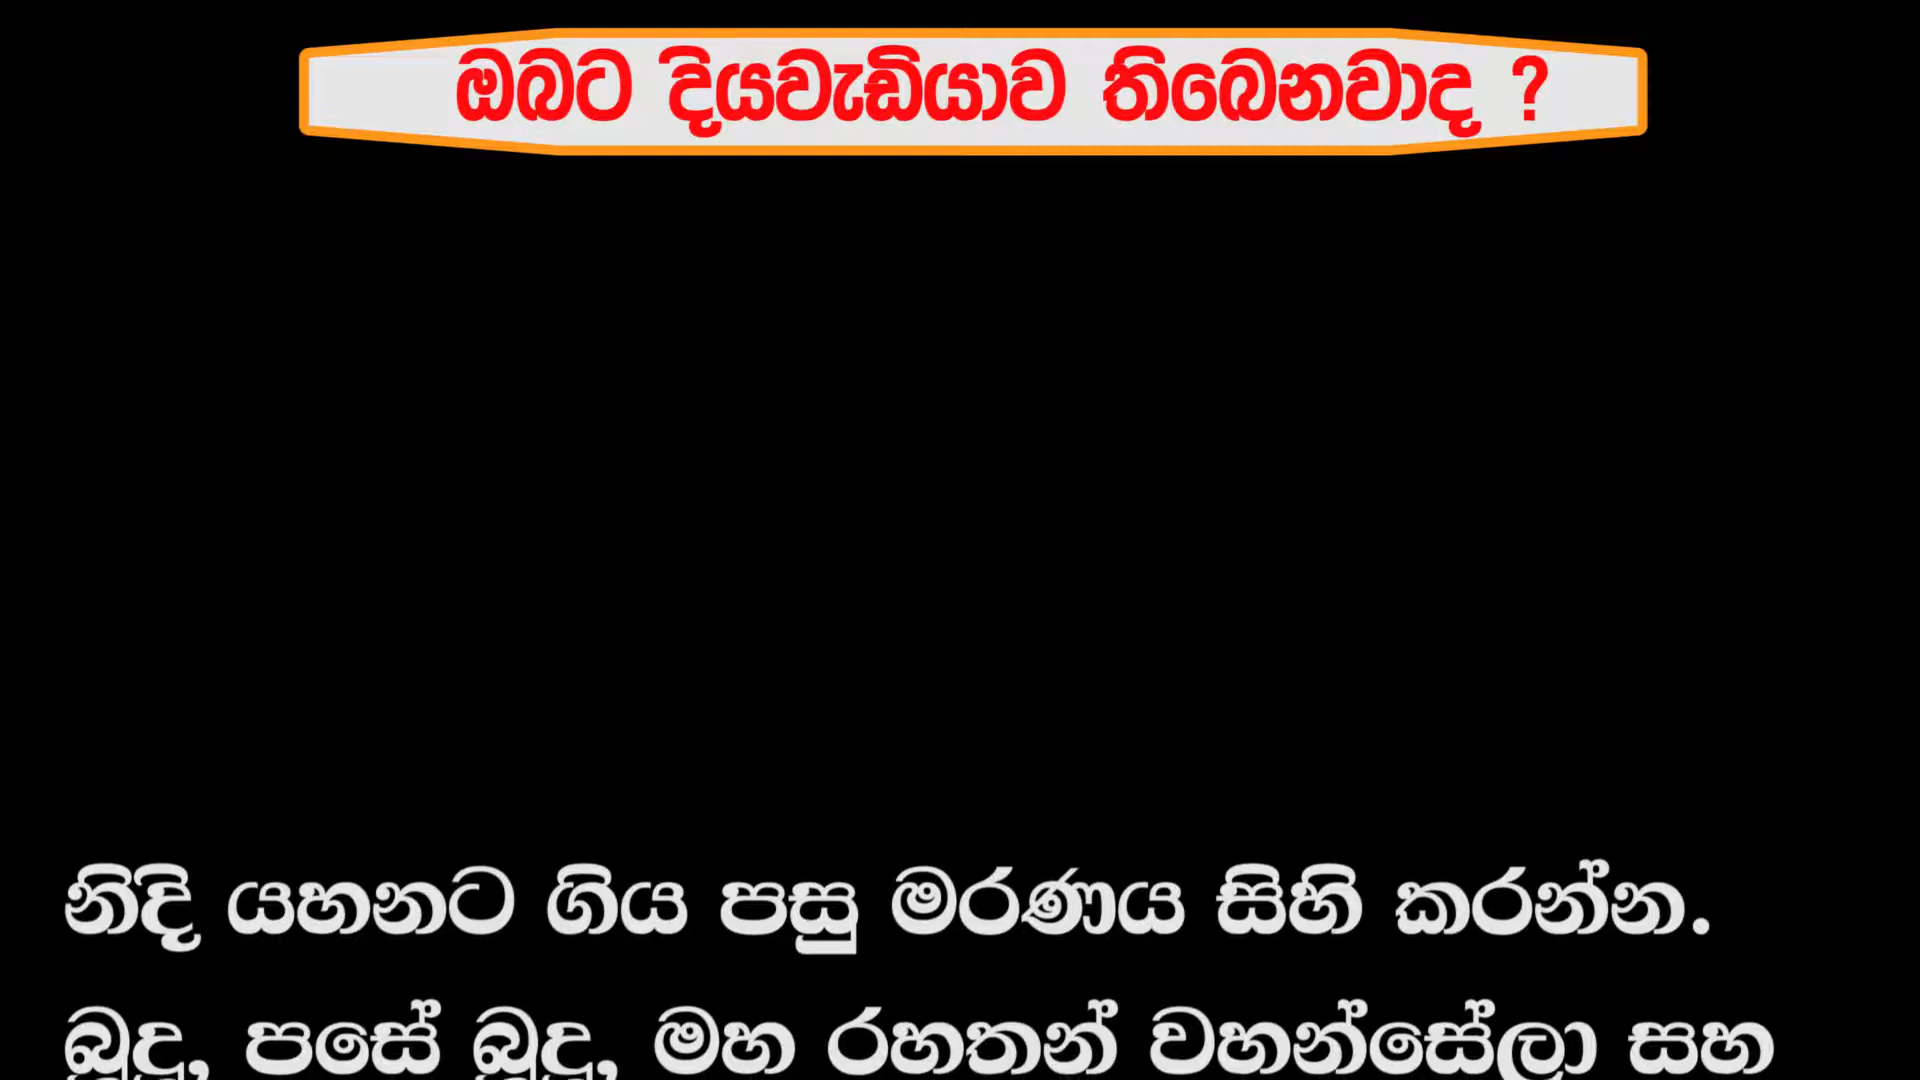 ඔබට දියවැඩියාව තිබෙනවාද ?
නිදි යහනට ගිය පසු මරණය සිහි කරන්න.
බුදු, පසේ බුදු, මහ රහතන් වහන්සේලා සහ